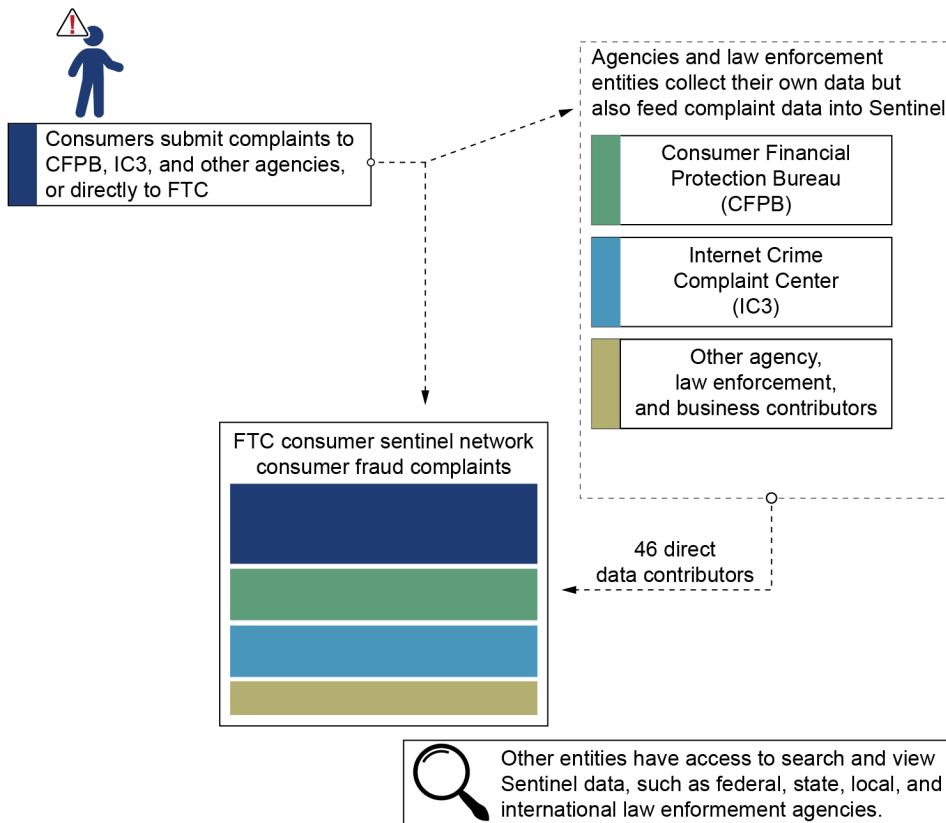 !
Consumers submit complaints to
CFPB, IC3, and other agencies,
or directly to FTC
Agencies and law enforcement
entities collect their own data but
also feed complaint data into Sentinel
Consumer Financial
Protection Bureau
(CFPB)
Internet Crime
Complaint Center
(IC3)
Other agency,
law enforcement,
and business contributors
FTC consumer sentinel network
consumer fraud complaints
46 direct
data contributors
Other entities have access to search and view
Sentinel data, such as federal, state, local, and
international law enformement agencies.